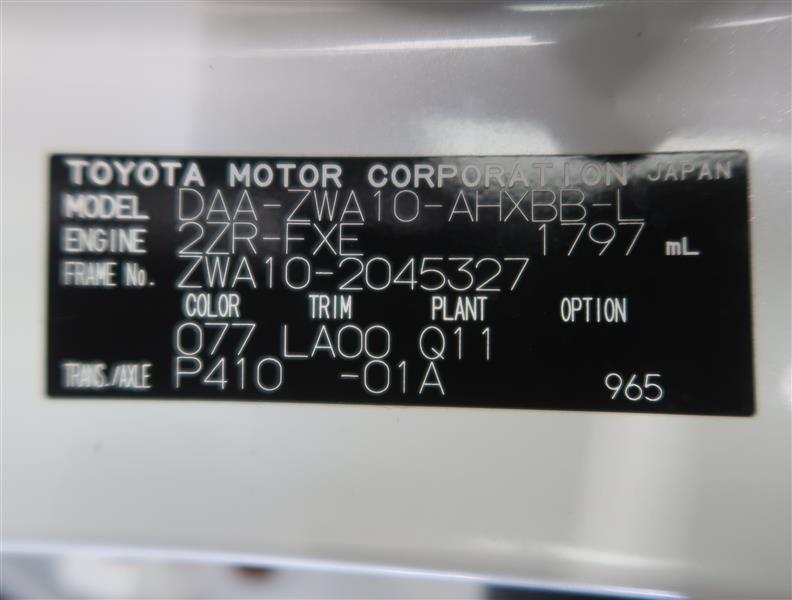 TOYOTA MOTOR CORPORATION JAPAN
MODEL DAA-ZWA10-AHXBB-L
ENGINE 2ZR-FXE 1797 mL
FRAME No. ZWA10-2045327
COLOR TRIM PLANT OPTION
077 LA00 Q11
TRANS./AXLE P410 -01A 965